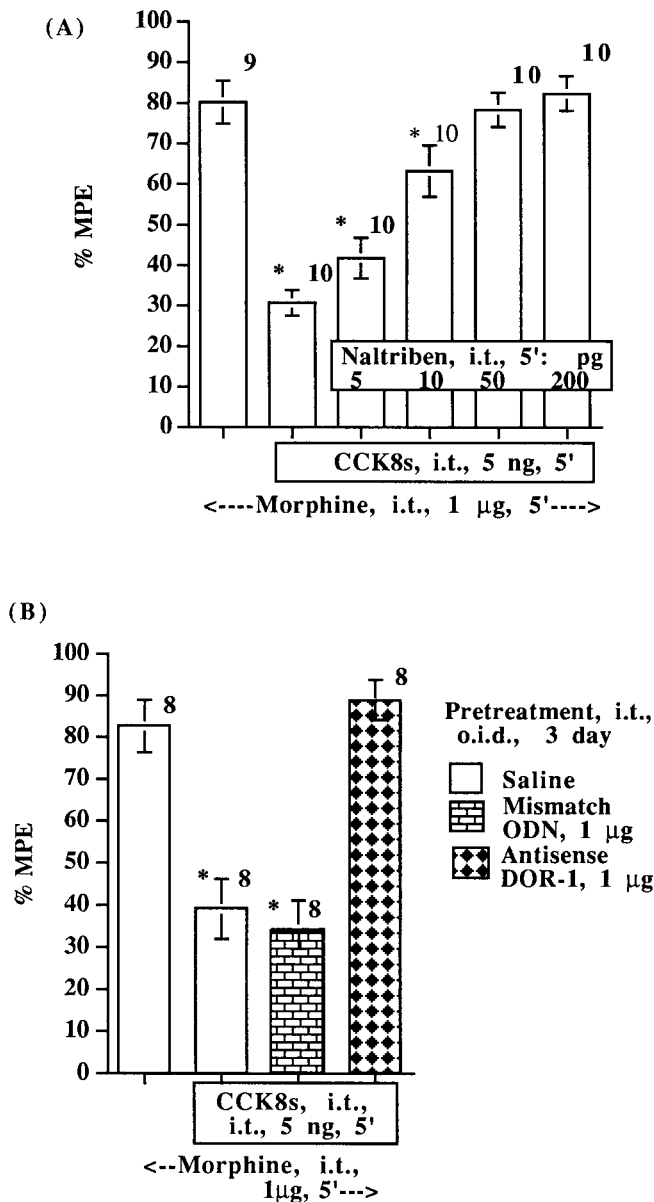 (A)
100
90
80
70
60
50
40
30
20
10
0
% MPE
9
* 10
* 10
* 10
10
10
Naltriben, i.t., 5': pg
5 10 50 200
CCK8s, i.t., 5 ng, 5'
<----Morphine, i.t., 1 µg, 5'---->
(B)
100
90
80
70
60
50
40
30
20
10
0
% MPE
8
* 8
* 8
8
Pretreatment, i.t.,
o.i.d., 3 day
Saline
Mismatch
ODN, 1 µg
Antisense
DOR-1, 1 µg
CCK8s, i.t.,
i.t., 5 ng, 5'
<--Morphine, i.t.,
1µg, 5'--->